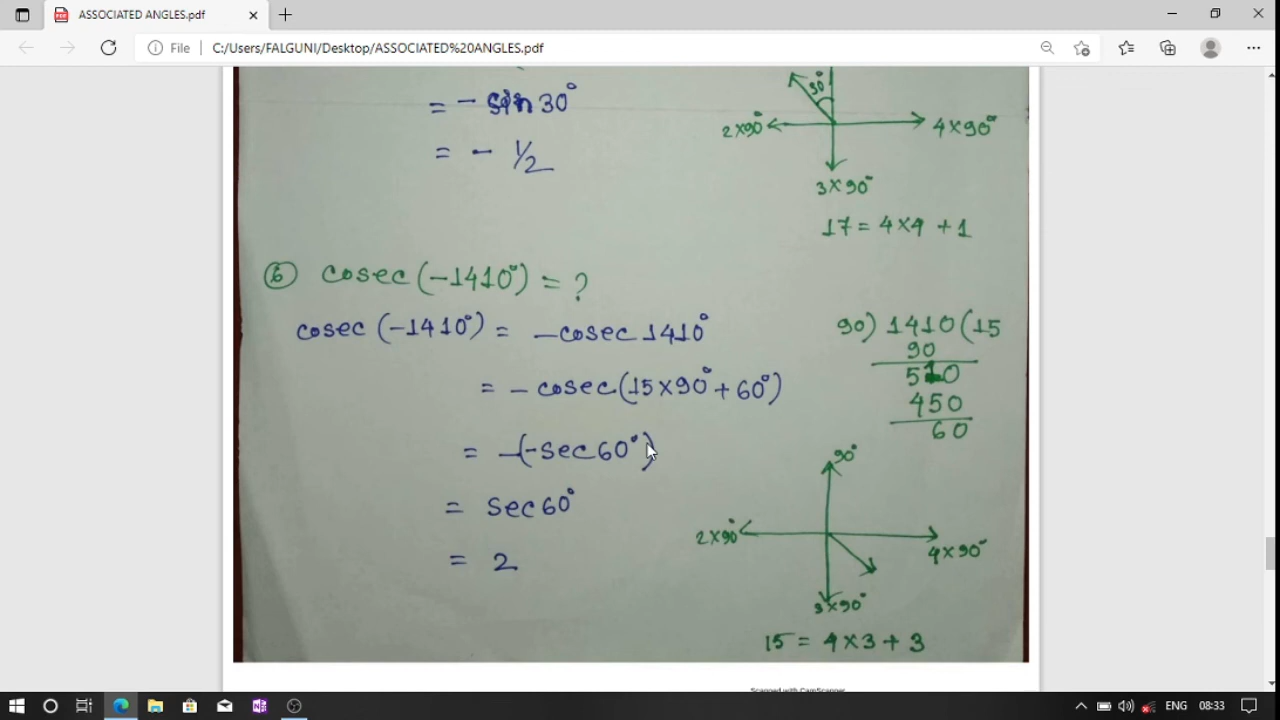 ASSOCIATED ANGLES.pdf
File C:/Users/FALGUNI/Desktop/ASSOCIATED%20ANGLES.pdf
= - sin 30°
= - 1/2
30°
2×90°
4×90°
3×90°
17 = 4×4 + 1
⑥ cosec (-1410°) = ?
cosec (-1410°) = -cosec 1410°
= - cosec (15×90° + 60°)
= -(-sec 60°)
= sec 60°
= 2
90) 1410 (15
90
510
450
60
90°
2×90°
4×90°
3×90°
15 = 4×3 + 3
Scanned with CamScanner
ENG 08:33